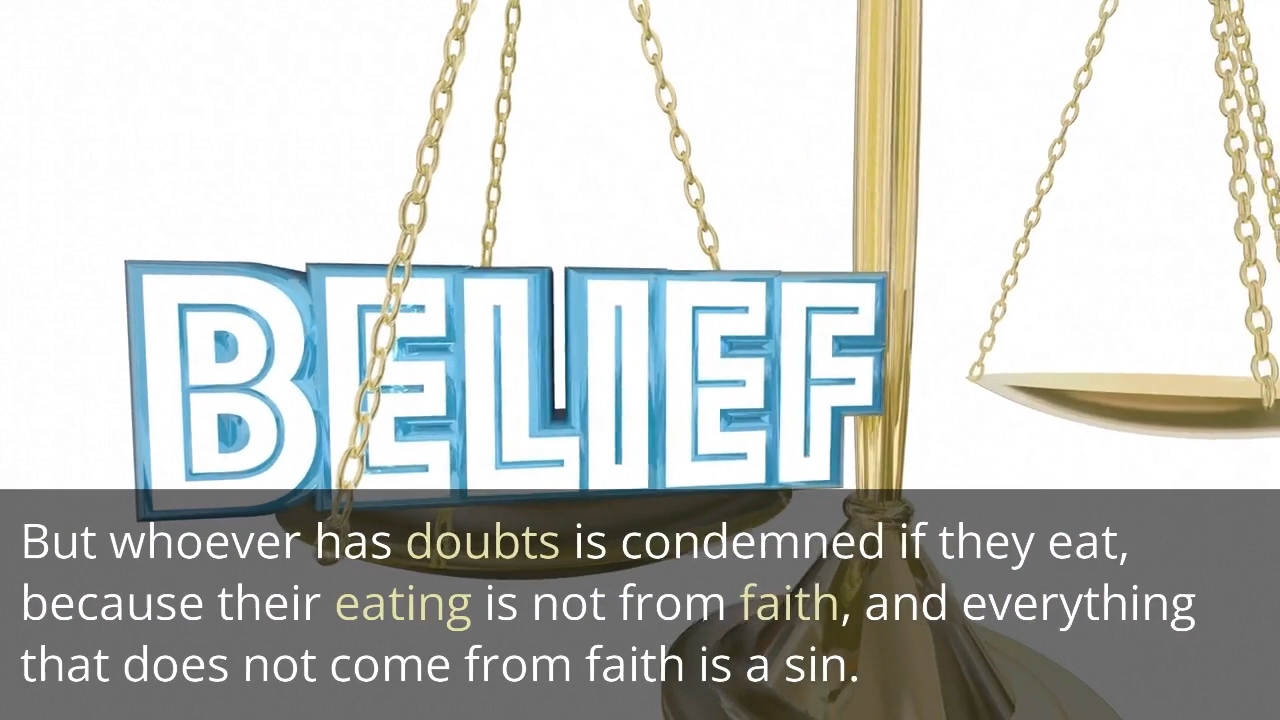 BELIEF
But whoever has doubts is condemned if they eat,
because their eating is not from faith, and everything
that does not come from faith is a sin.